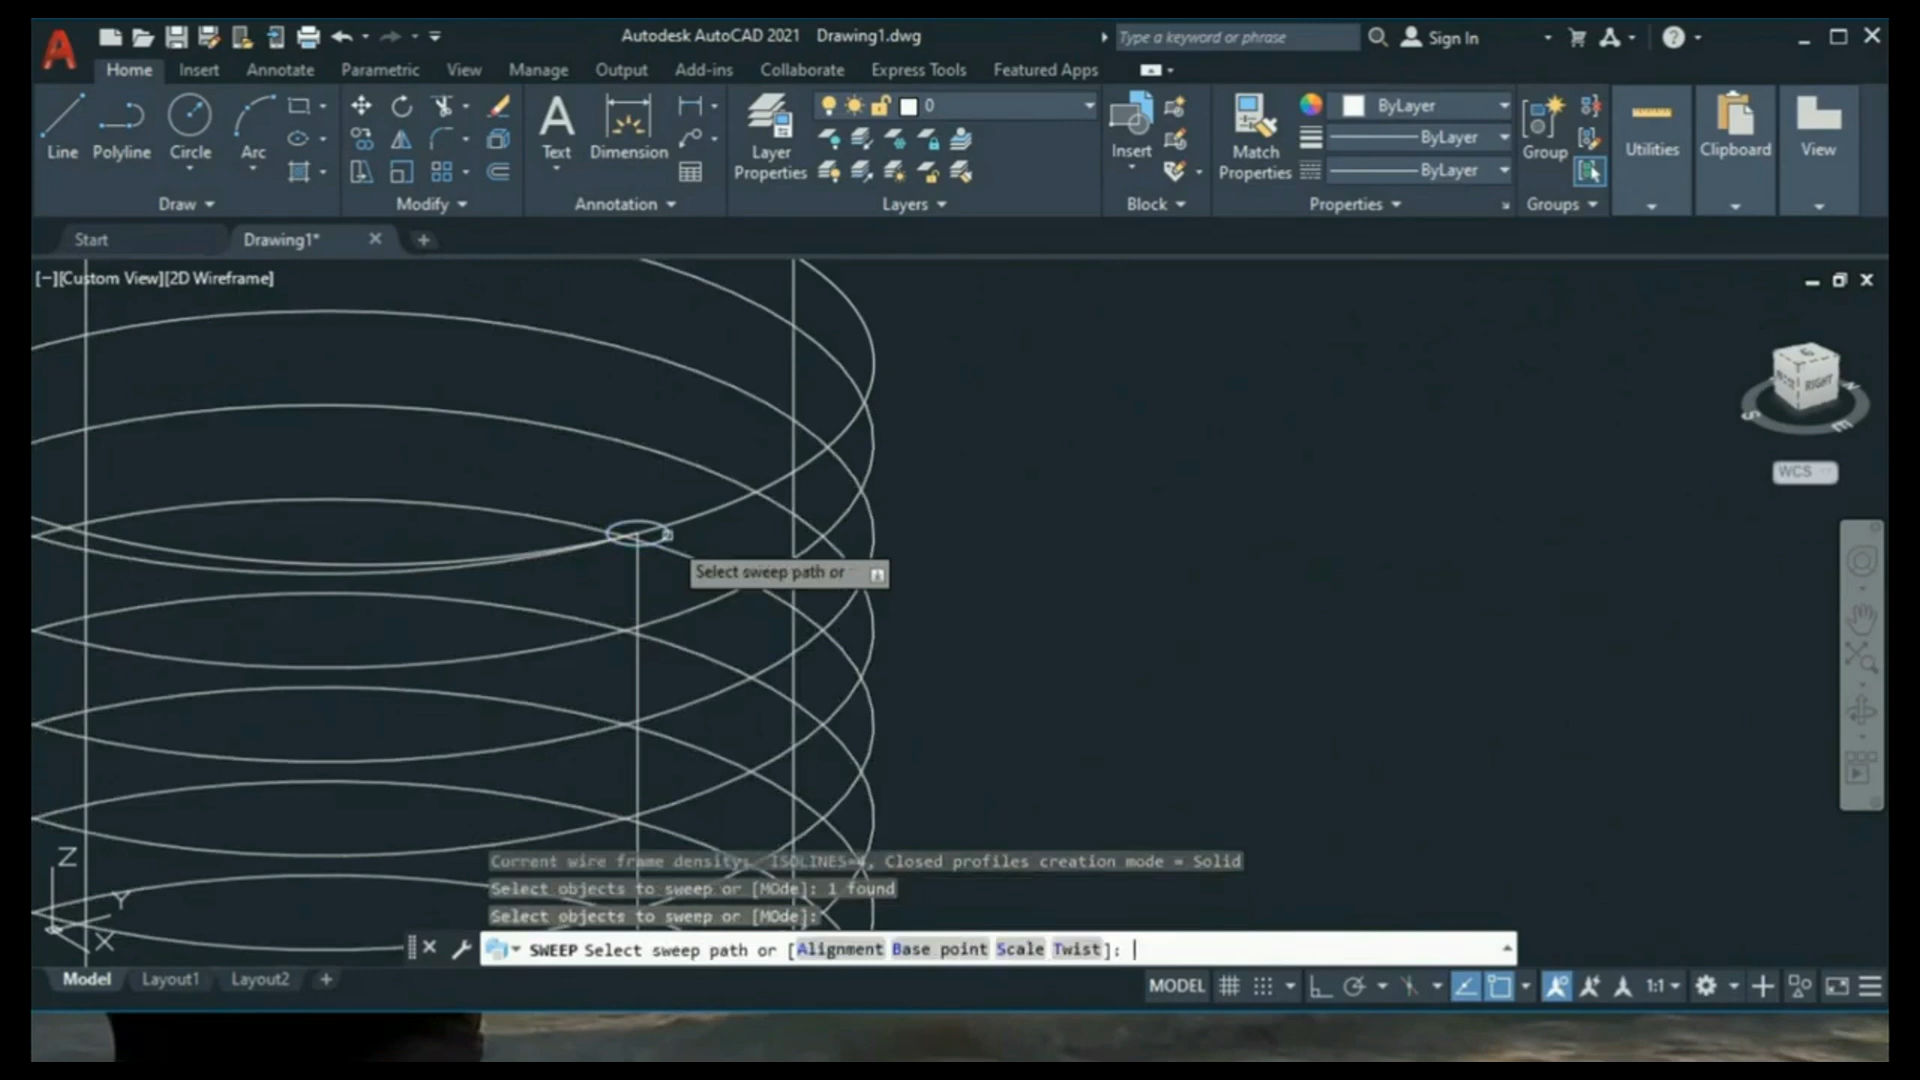 Autodesk AutoCAD 2021 Drawing1.dwg
Type a keyword or phrase
Sign In
Home Insert Annotate Parametric View Manage Output Add-ins Collaborate Express Tools Featured Apps
0
ByLayer
ByLayer
ByLayer
Line Polyline Circle Arc
Text Dimension
Layer Properties
Insert
Match Properties
Group
Utilities
Clipboard
View
Draw Modify Annotation Layers Block Properties Groups
Start Drawing1*
[−][Custom View][2D Wireframe]
RIGHT
S
E
WCS
Select sweep path or
Z
Y
X
Current wire frame density: ISOLINES=4, Closed profiles creation mode = Solid
Select objects to sweep or [MOde]: 1 found
Select objects to sweep or [MOde]:
SWEEP Select sweep path or [Alignment Base point Scale Twist]:
Model Layout1 Layout2
MODEL
1:1